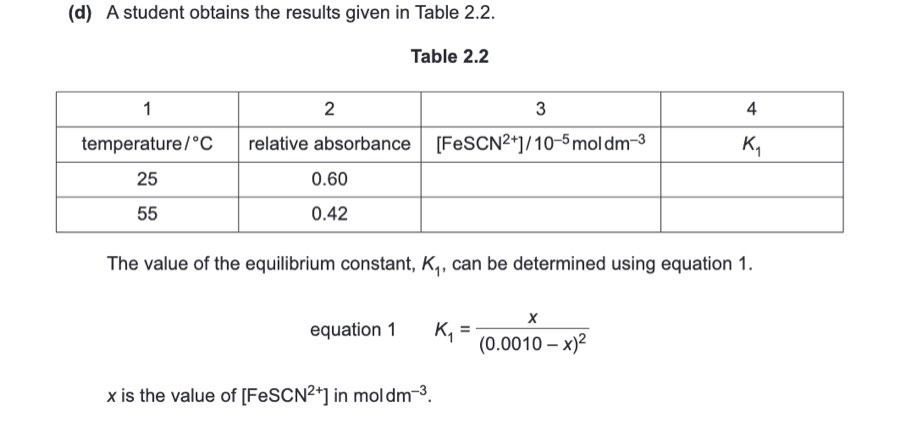 (d) A student obtains the results given in Table 2.2.
Table 2.2
1 2 3 4
temperature/°C relative absorbance [FeSCN²⁺]/10⁻⁵ mol dm⁻³ K₁
25 0.60
55 0.42
The value of the equilibrium constant, K₁, can be determined using equation 1.
equation 1 K₁ = x / (0.0010 – x)²
x is the value of [FeSCN²⁺] in mol dm⁻³.